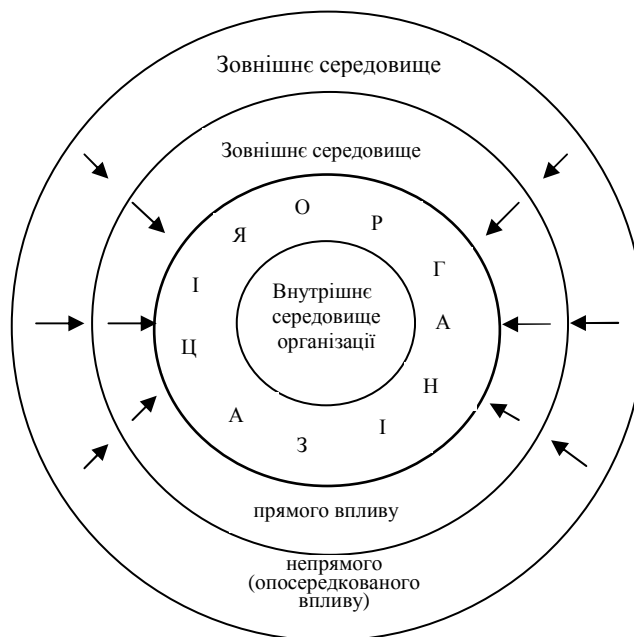 Зовнішнє середовище
Зовнішнє середовище
О Р Г А Н І З А Ц І Я
Внутрішнє
середовище
організації
прямого впливу
непрямого
(опосередкованого
впливу)